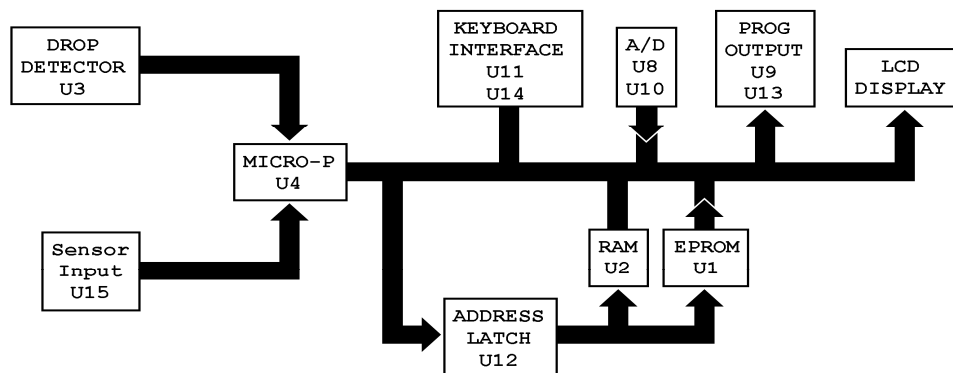 DROP
DETECTOR
U3
KEYBOARD
INTERFACE
U11
U14
A/D
U8
U10
PROG
OUTPUT
U9
U13
LCD
DISPLAY
MICRO-P
U4
Sensor
Input
U15
RAM
U2
EPROM
U1
ADDRESS
LATCH
U12